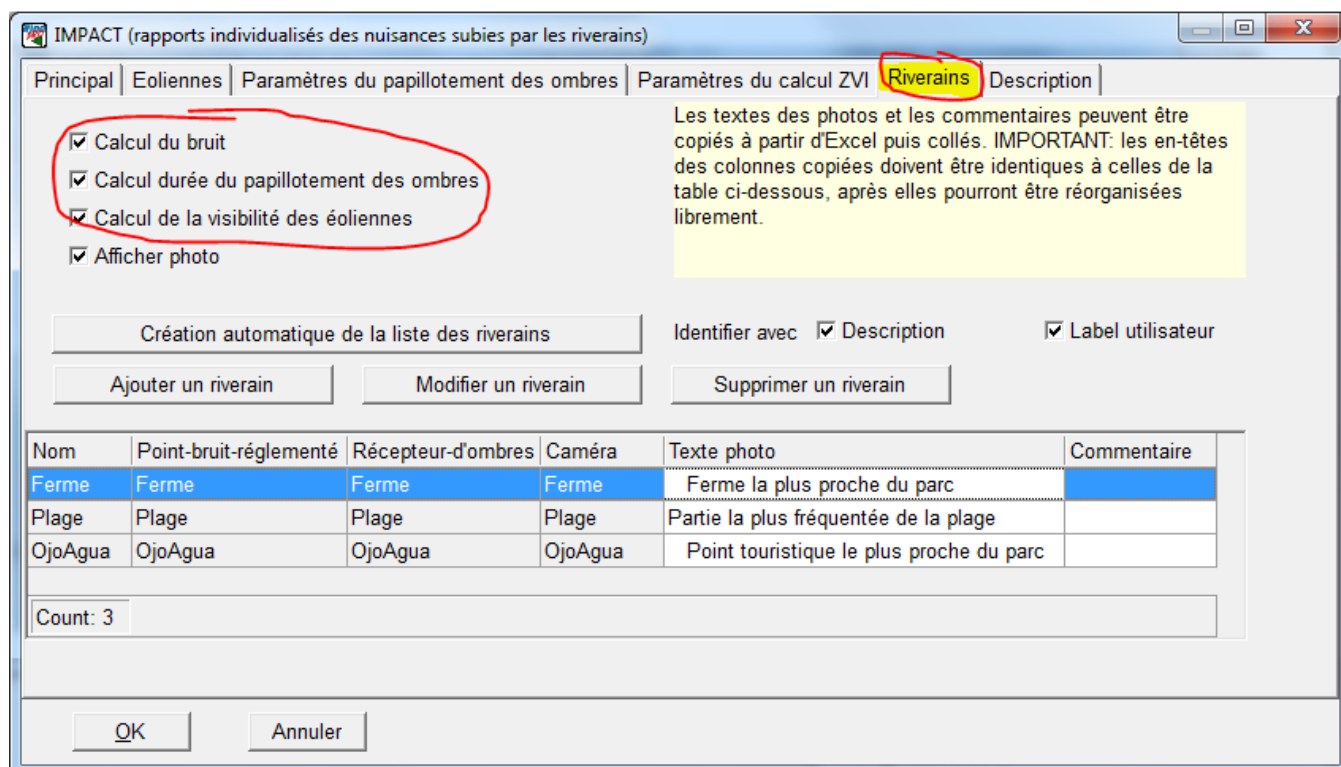 IMPACT (rapports individualisés des nuisances subies par les riverains)
Principal Eoliennes Paramètres du papillotement des ombres Paramètres du calcul ZVI Riverains Description
Calcul du bruit
Calcul durée du papillotement des ombres
Calcul de la visibilité des éoliennes
Afficher photo
Les textes des photos et les commentaires peuvent être
copiés à partir d'Excel puis collés. IMPORTANT: les en-têtes
des colonnes copiées doivent être identiques à celles de la
table ci-dessous, après elles pourront être réorganisées
librement.
Création automatique de la liste des riverains
Identifier avec Description Label utilisateur
Ajouter un riverain Modifier un riverain Supprimer un riverain
Nom Point-bruit-réglementé Récepteur-d'ombres Caméra Texte photo Commentaire
Ferme Ferme Ferme Ferme Ferme la plus proche du parc
Plage Plage Plage Plage Partie la plus fréquentée de la plage
OjoAgua OjoAgua OjoAgua OjoAgua Point touristique le plus proche du parc
Count: 3
OK Annuler